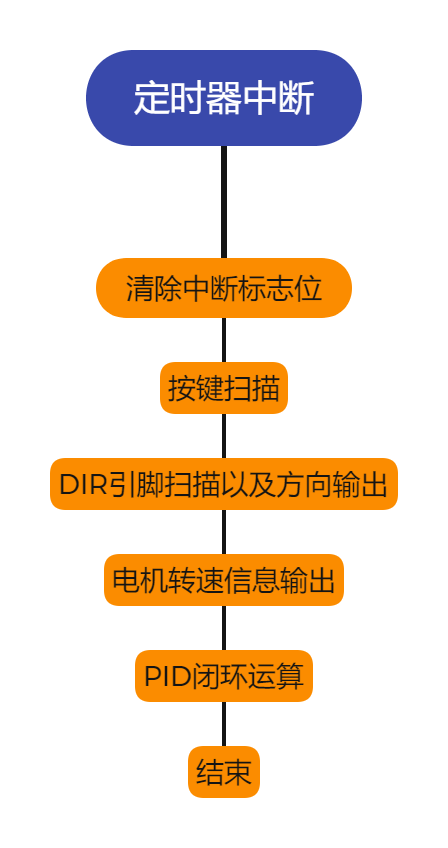 定时器中断
清除中断标志位
按键扫描
DIR引脚扫描以及方向输出
电机转速信息输出
PID闭环运算
结束